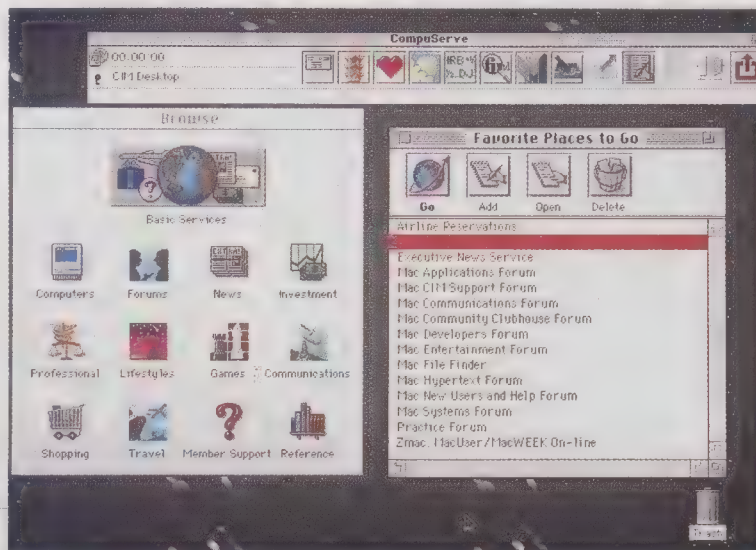 CompuServe
00:00:00
CIM Desktop
Browse
Basic Services
Computers
Forums
News
Investment
Professional
Lifestyles
Games
Communications
Shopping
Travel
Member Support
Reference
Favorite Places to Go
Go
Add
Open
Delete
Airline Reservations
Executive News Service
Mac Applications Forum
Mac CIM Support Forum
Mac Communications Forum
Mac Community Clubhouse Forum
Mac Developers Forum
Mac Entertainment Forum
Mac File Finder
Mac Hypertext Forum
Mac New Users and Help Forum
Mac Systems Forum
Practice Forum
Zmac: MacUser/MacWEEK On-line
Trash